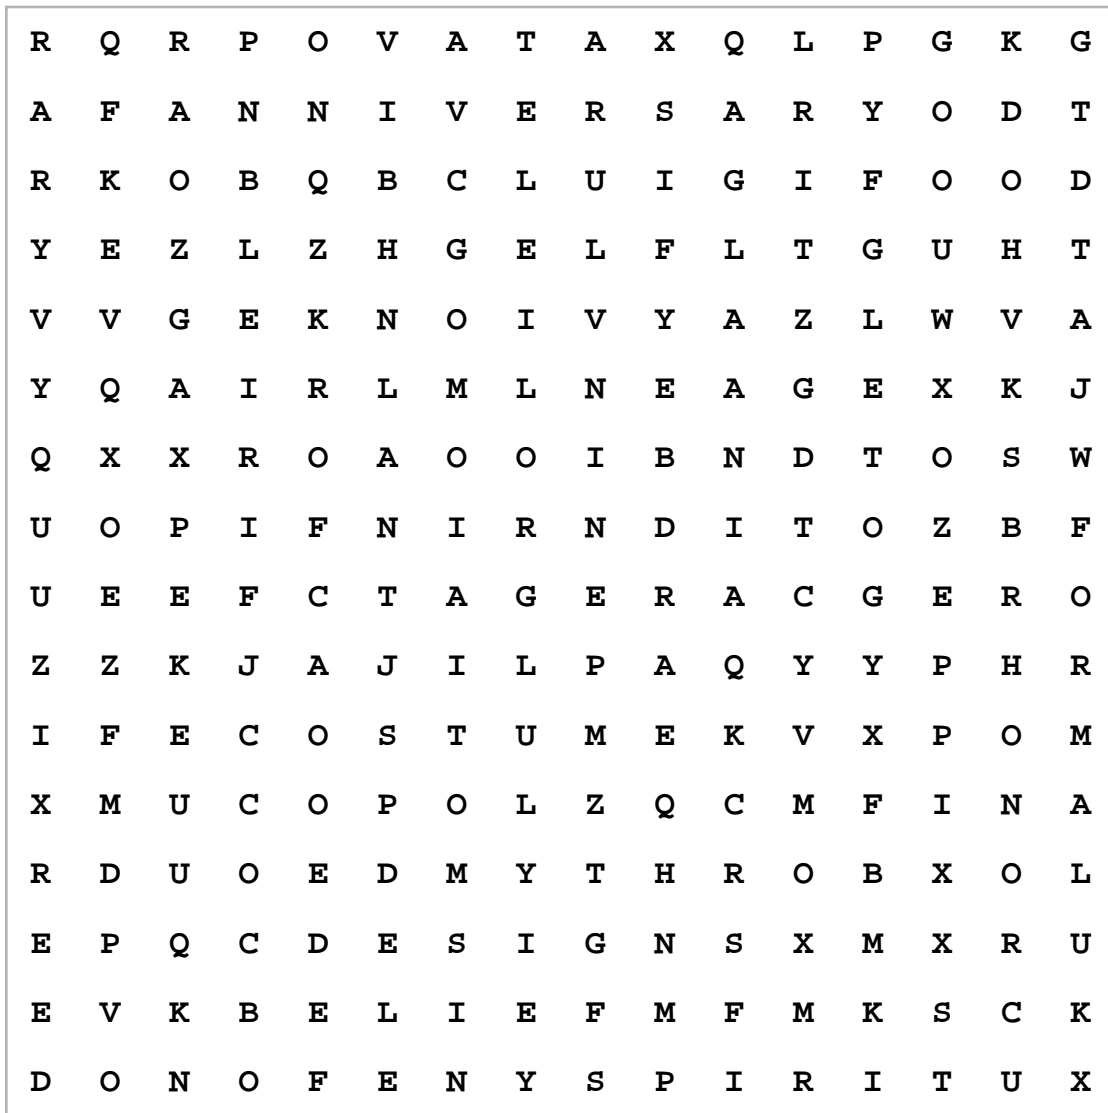 R Q R P O V A T A X Q L P G K G
A F A N N I V E R S A R Y O D T
R K O B Q B C L U I G I F O O D
Y E Z L Z H G E L F L T G U H T
V V G E K N O I V Y A Z L W V A
Y Q A I R L M L N E A G E X K J
Q X X R O A O O I B N D T O S W
U O P I F N I R N D I T O Z B F
U E E F C T A G E R A C G E R O
Z Z K J A J I L P A Q Y Y P H R
I F E C O S T U M E K V X P O M
X M U C O P O L Z Q C M F I N A
R D U O E D M Y T H R O B X O L
E P Q C D E S I G N S X M X R U
E V K B E L I E F M F M K S C K
D O N O F E N Y S P I R I T U X